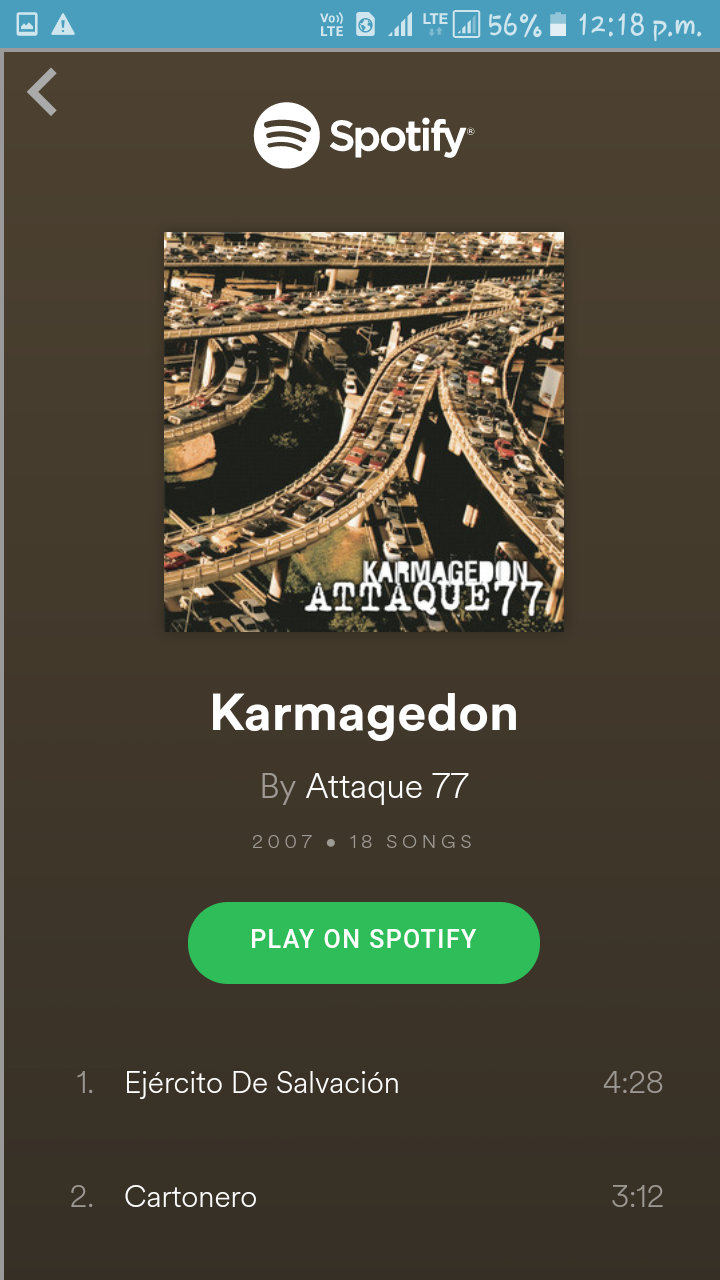 Vo)) LTE LTE 56% 12:18 p.m.
Spotify®
KARMAGEDON
ATTAQUE77
Karmagedon
By Attaque 77
2007 • 18 SONGS
PLAY ON SPOTIFY
1. Ejército De Salvación 4:28
2. Cartonero 3:12